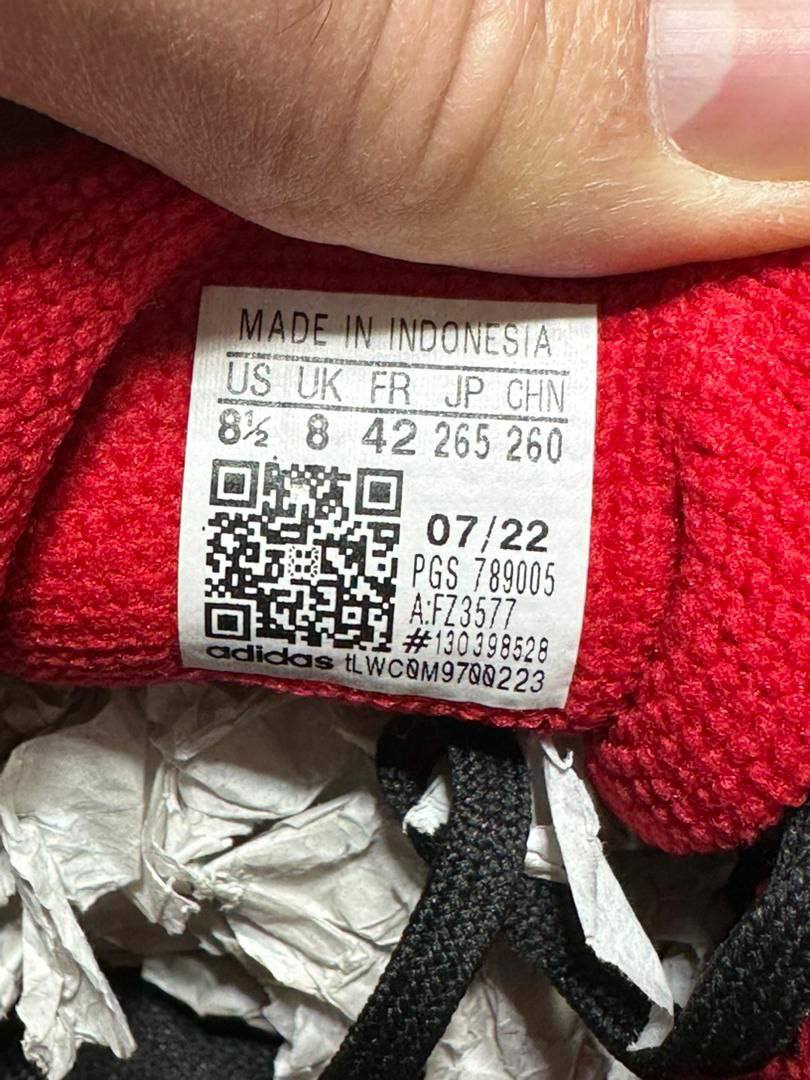 MADE IN INDONESIA
US UK FR JP CHN
8½ 8 42 265 260
07/22
PGS 789005
A:FZ3577
#130398528
adidas tLWC0M9700223